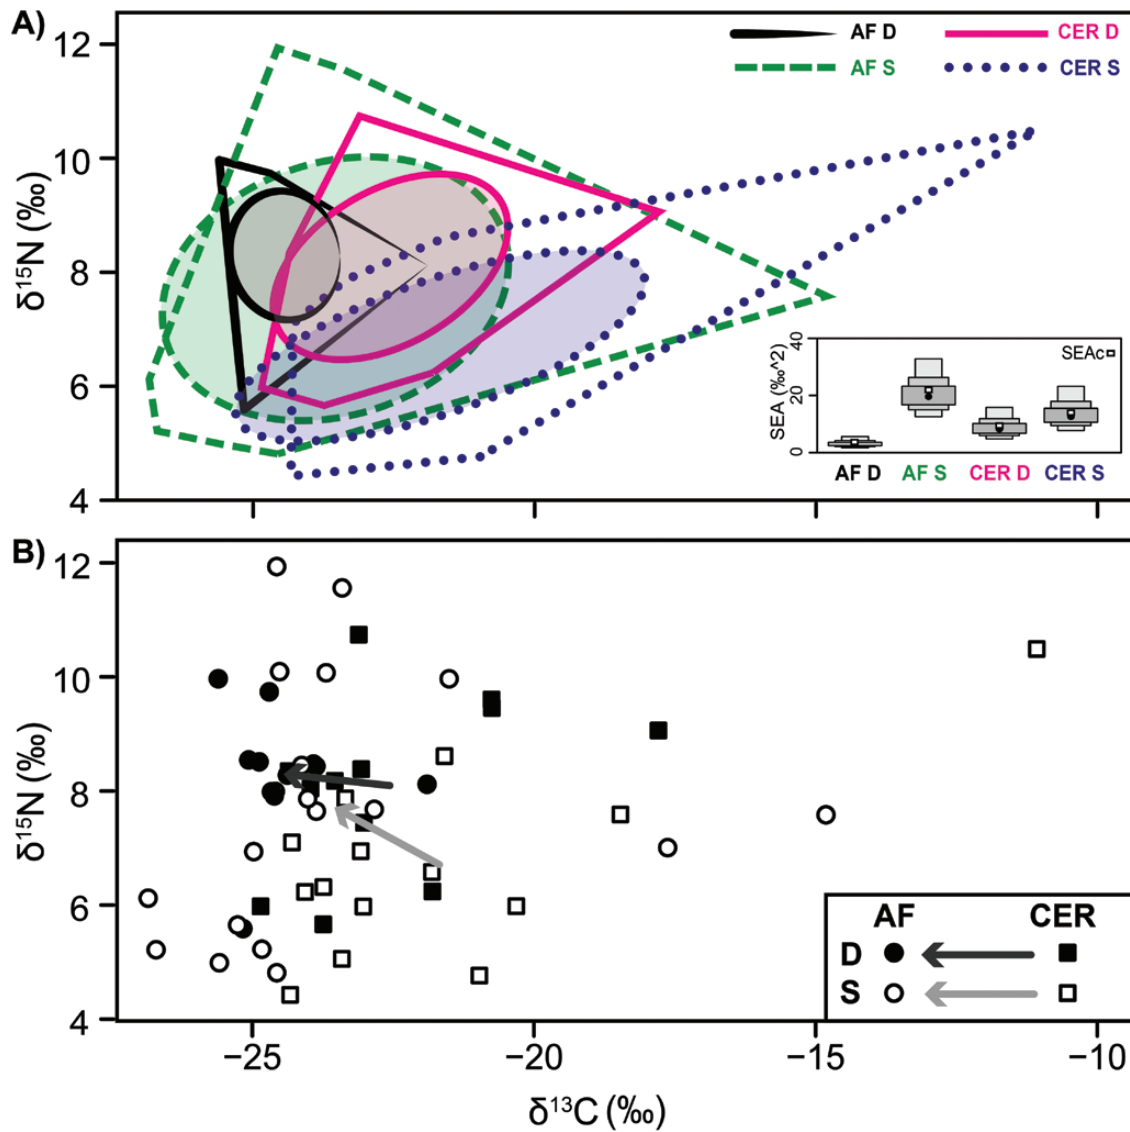 A)
AF D
CER D
AF S
CER S
12
10
8
6
4
δ¹⁵N (‰)
SEA (‰^2)
40
20
0
SEAc
AF D
AF S
CER D
CER S
B)
12
10
8
6
4
δ¹⁵N (‰)
AF
CER
D
S
−25
−20
−15
−10
δ¹³C (‰)